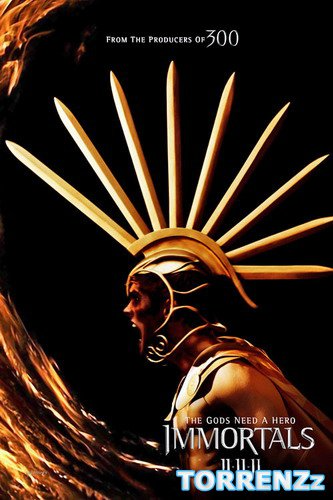 FROM THE PRODUCERS OF 300
THE GODS NEED A HERO
IMMORTALS
11.11.11
TORRENZz